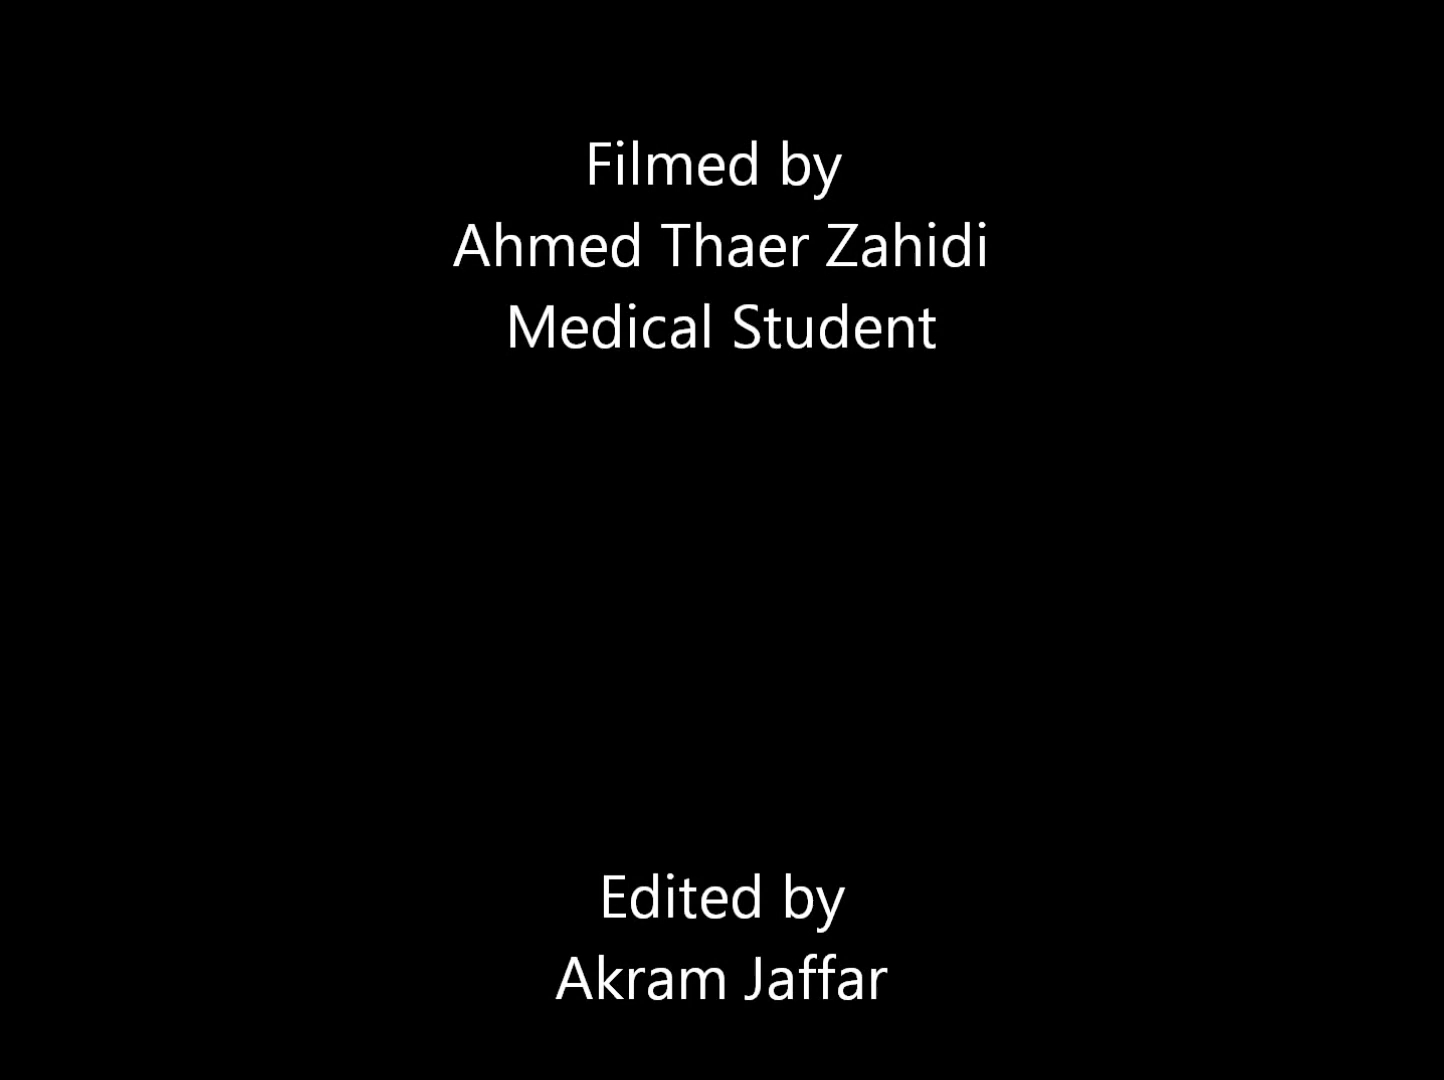 Filmed by
Ahmed Thaer Zahidi
Medical Student
Edited by
Akram Jaffar